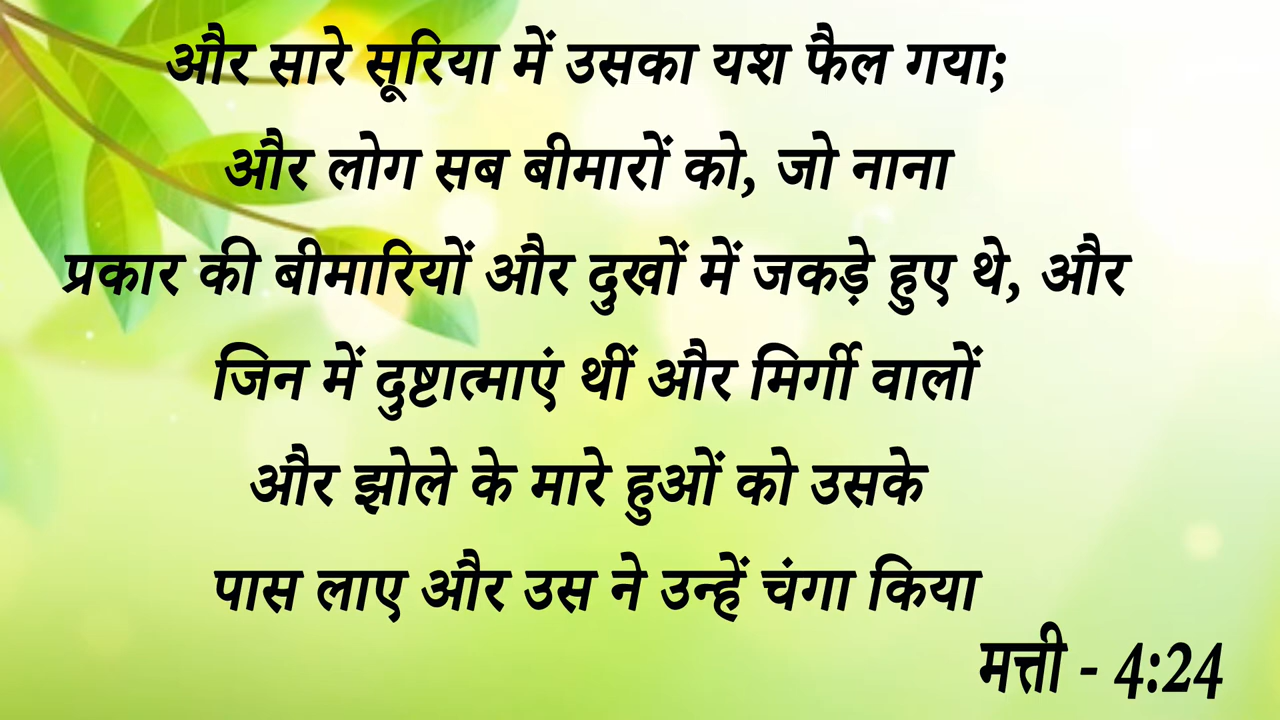 और सारे सूरिया में उसका यश फैल गया;
और लोग सब बीमारों को, जो नाना
प्रकार की बीमारियों और दुखों में जकड़े हुए थे, और
जिन में दुष्टात्माएं थीं और मिर्गी वालों
और झोले के मारे हुओं को उसके
पास लाए और उस ने उन्हें चंगा किया
मत्ती - 4:24